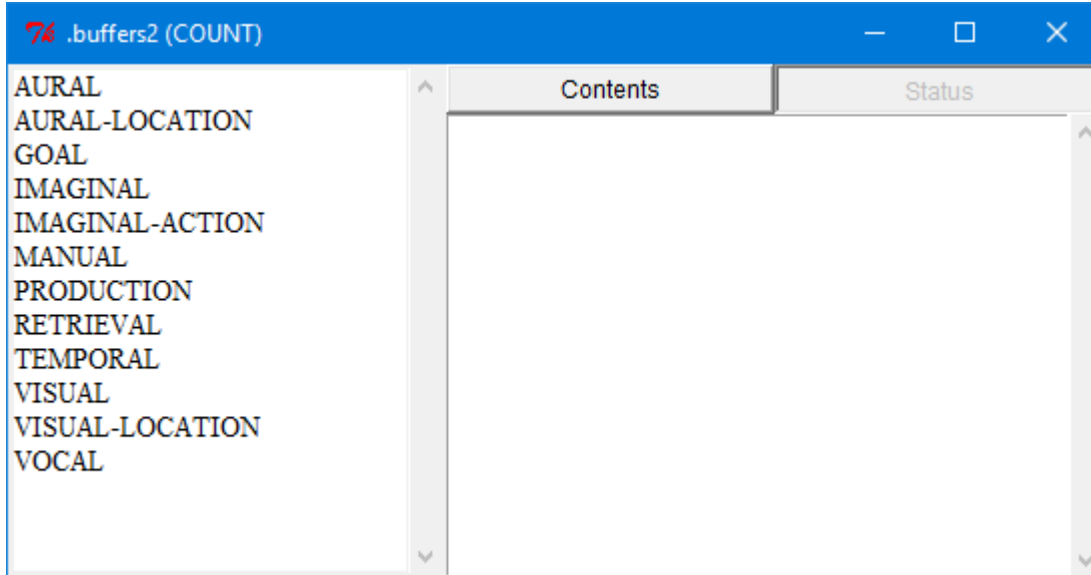 7k .buffers2 (COUNT)
Contents Status
AURAL
AURAL-LOCATION
GOAL
IMAGINAL
IMAGINAL-ACTION
MANUAL
PRODUCTION
RETRIEVAL
TEMPORAL
VISUAL
VISUAL-LOCATION
VOCAL